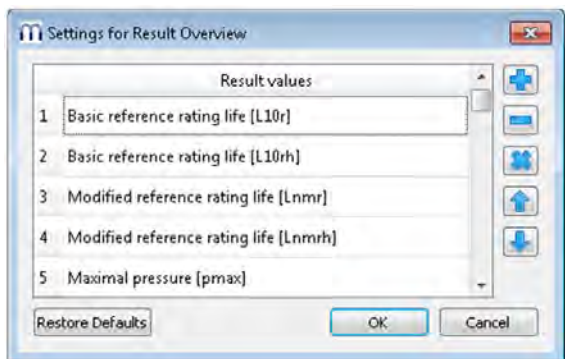 Settings for Result Overview
Result values
1 Basic reference rating life [L10r]
2 Basic reference rating life [L10rh]
3 Modified reference rating life [Lnmr]
4 Modified reference rating life [Lnmrh]
5 Maximal pressure [pmax]
Restore Defaults OK Cancel